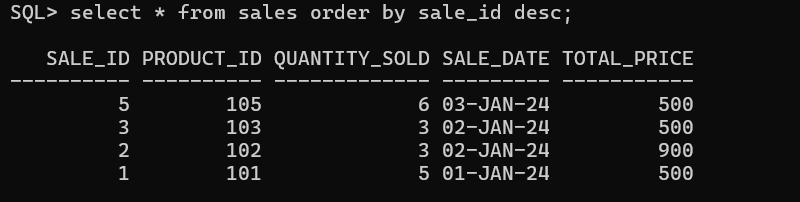 SQL> select * from sales order by sale_id desc;
SALE_ID PRODUCT_ID QUANTITY_SOLD SALE_DATE TOTAL_PRICE
---------- ---------- ------------- --------- -----------
5 105 6 03-JAN-24 500
3 103 3 02-JAN-24 500
2 102 3 02-JAN-24 900
1 101 5 01-JAN-24 500